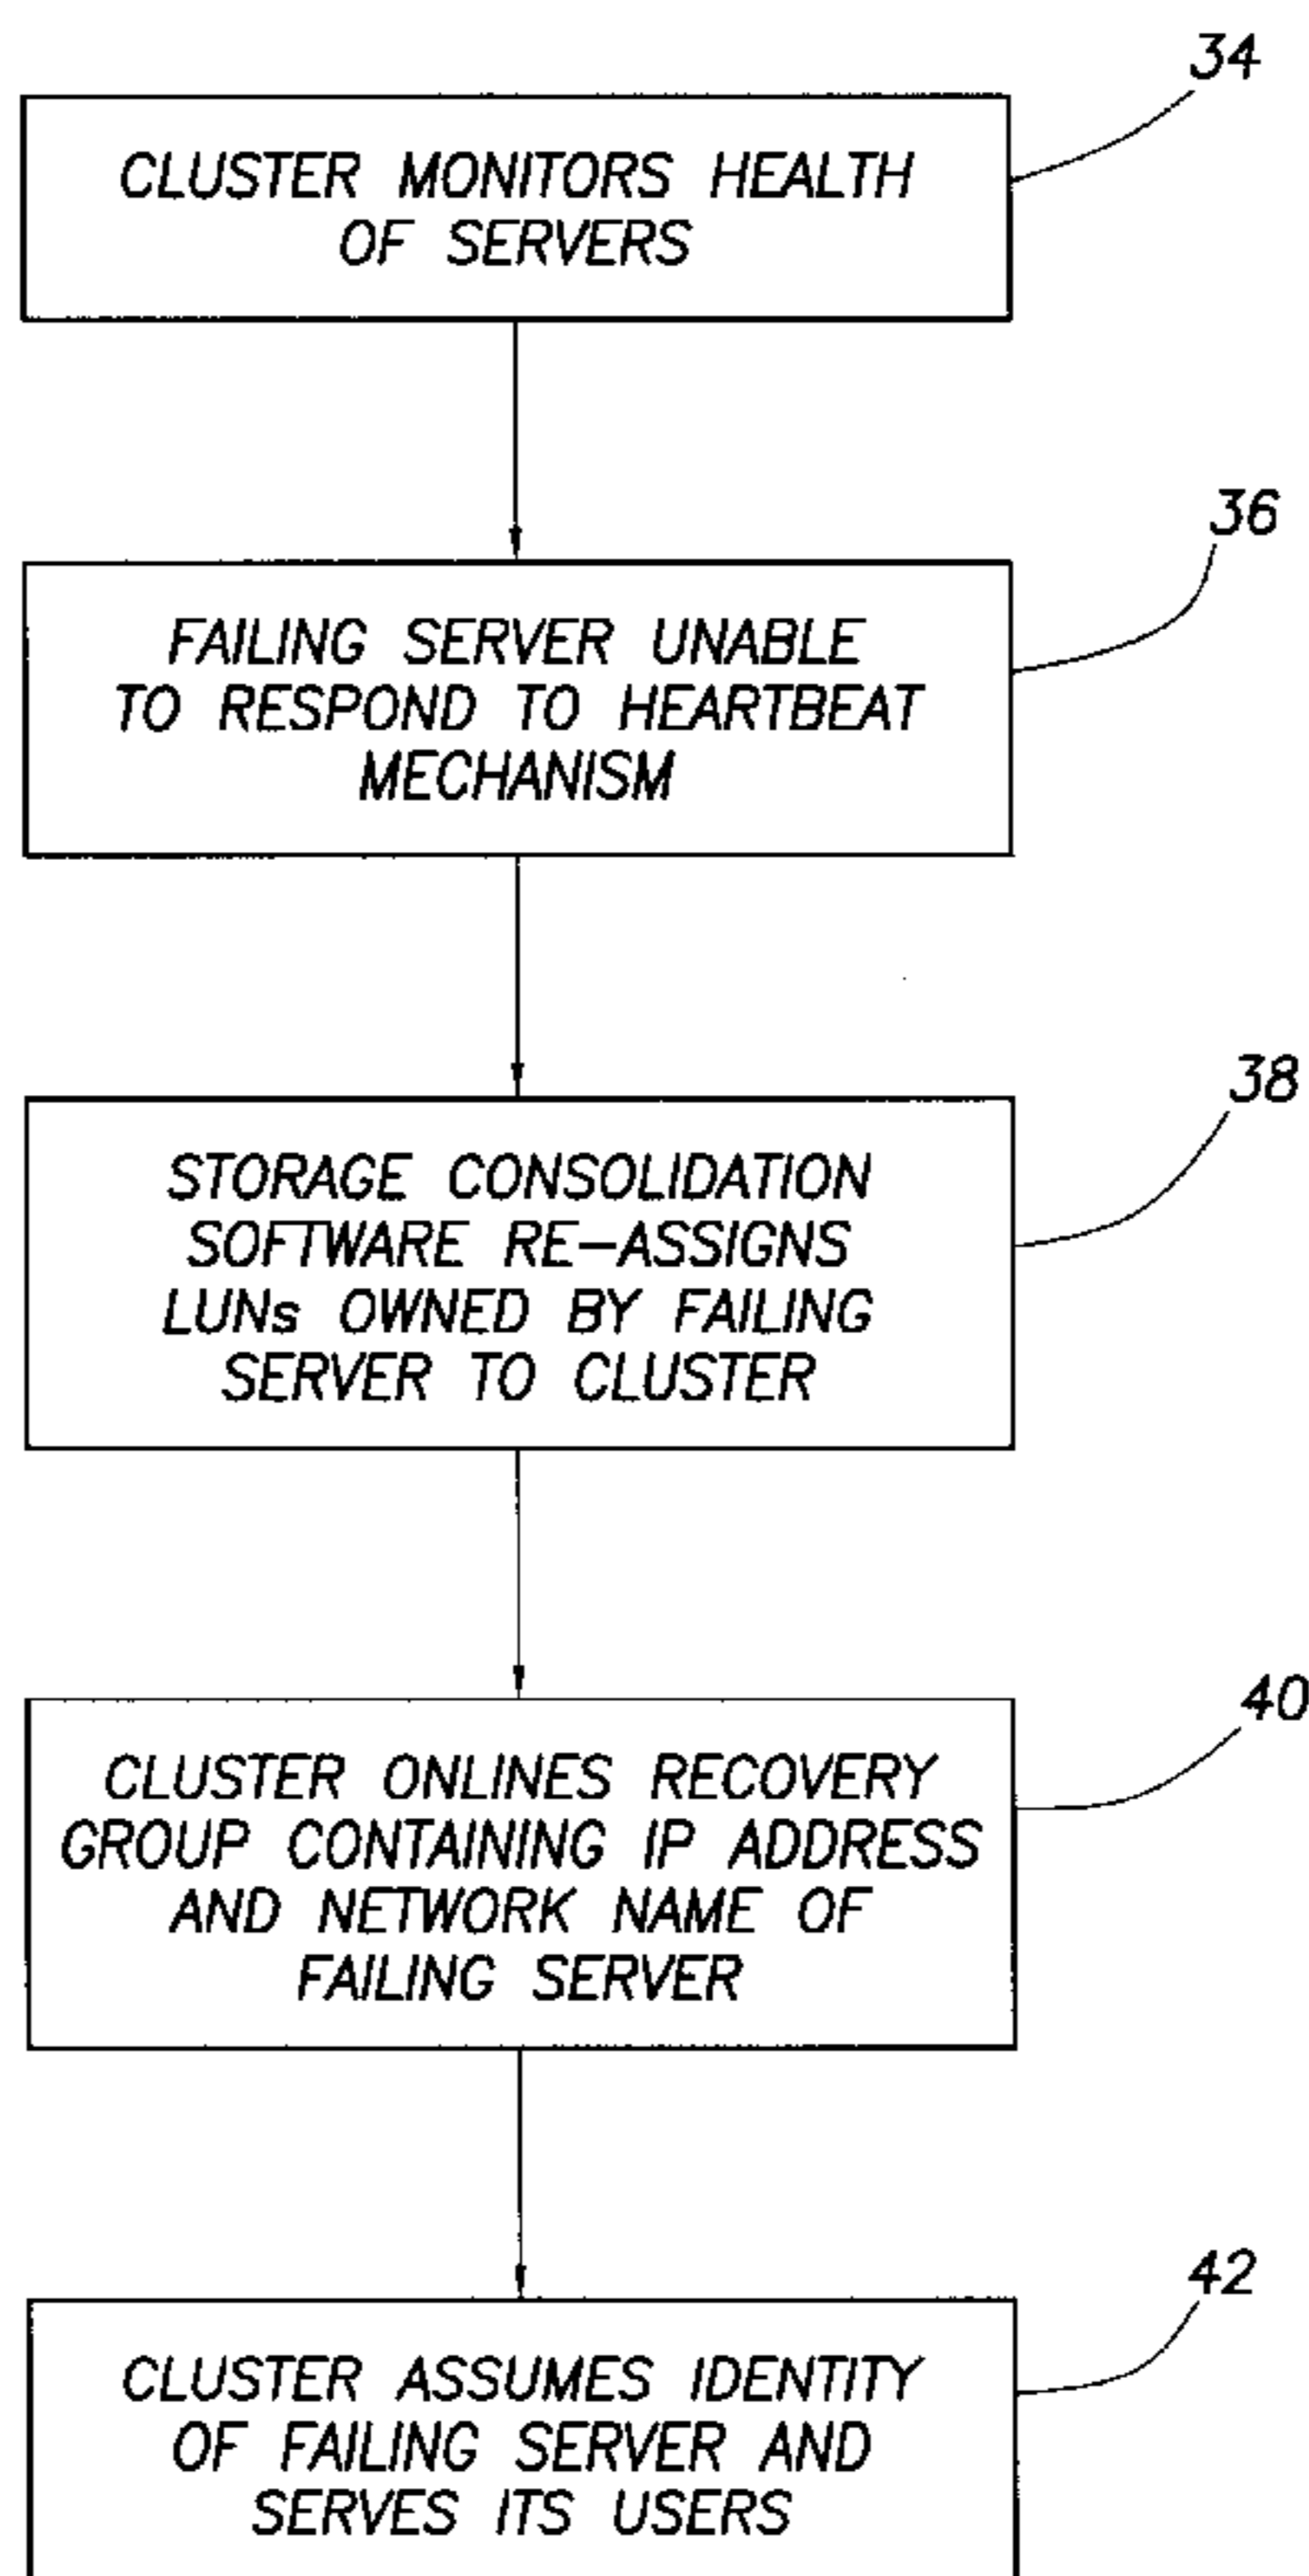 34
CLUSTER MONITORS HEALTH
OF SERVERS
36
FAILING SERVER UNABLE
TO RESPOND TO HEARTBEAT
MECHANISM
38
STORAGE CONSOLIDATION
SOFTWARE RE-ASSIGNS
LUNs OWNED BY FAILING
SERVER TO CLUSTER
40
CLUSTER ONLINES RECOVERY
GROUP CONTAINING IP ADDRESS
AND NETWORK NAME OF
FAILING SERVER
42
CLUSTER ASSUMES IDENTITY
OF FAILING SERVER AND
SERVES ITS USERS